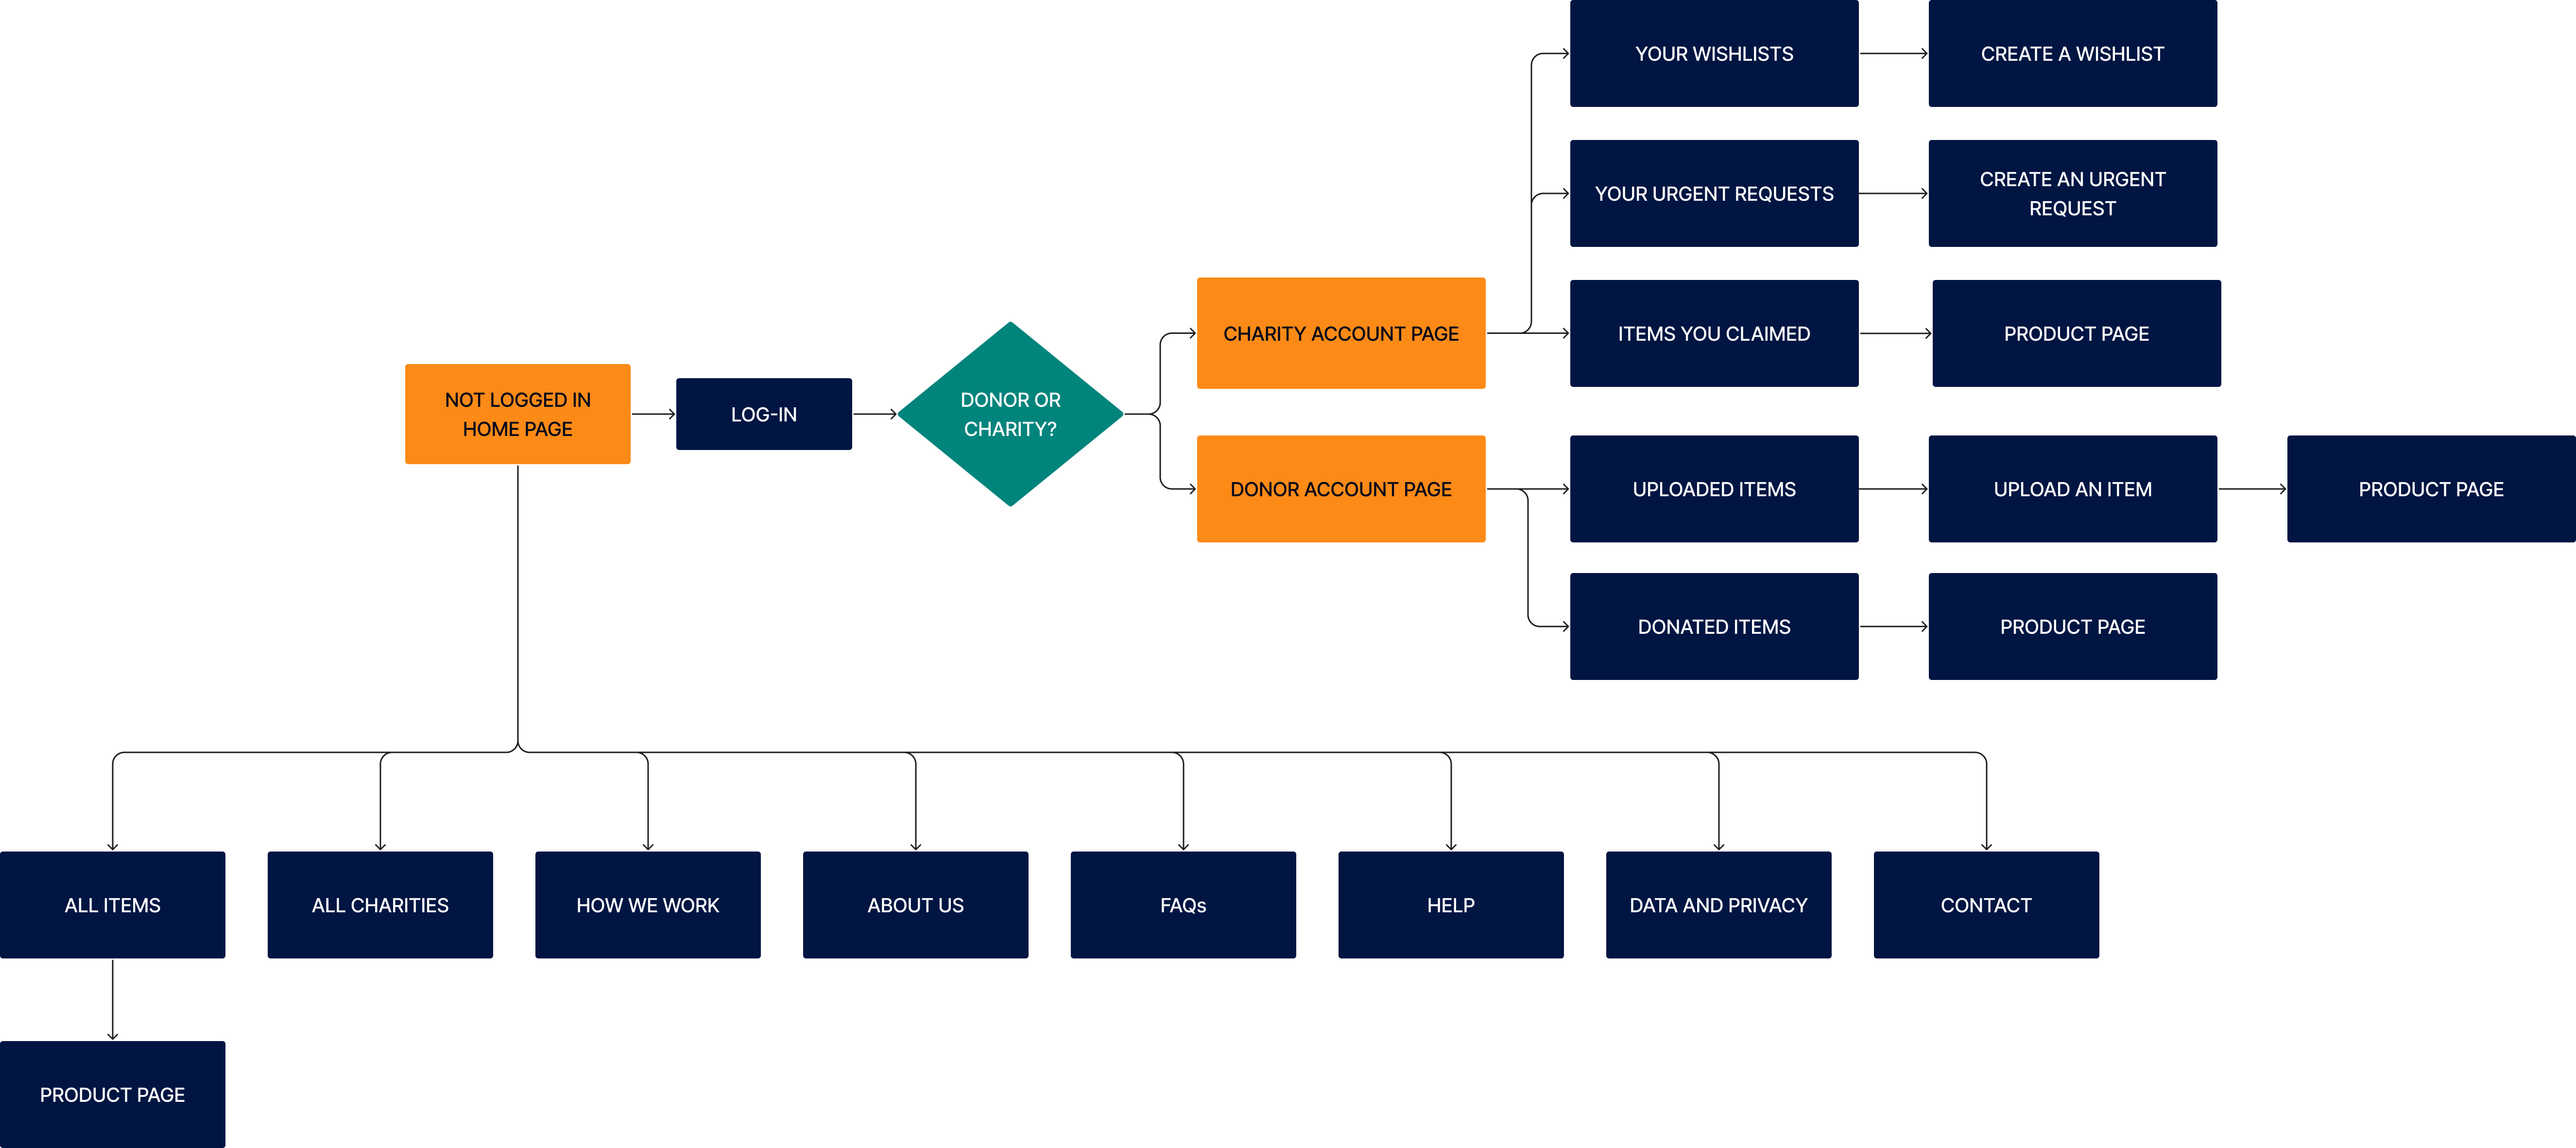 YOUR WISHLISTS
CREATE A WISHLIST
YOUR URGENT REQUESTS
CREATE AN URGENT
REQUEST
CHARITY ACCOUNT PAGE
ITEMS YOU CLAIMED
PRODUCT PAGE
NOT LOGGED IN
HOME PAGE
LOG-IN
DONOR OR
CHARITY?
DONOR ACCOUNT PAGE
UPLOADED ITEMS
UPLOAD AN ITEM
PRODUCT PAGE
DONATED ITEMS
PRODUCT PAGE
ALL ITEMS
ALL CHARITIES
HOW WE WORK
ABOUT US
FAQs
HELP
DATA AND PRIVACY
CONTACT
PRODUCT PAGE